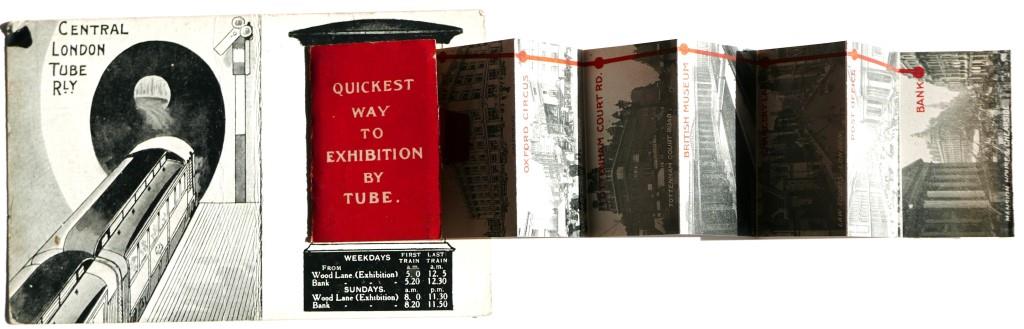 CENTRAL
LONDON
TUBE
RLY
QUICKEST
WAY
TO
EXHIBITION
BY
TUBE.
WEEKDAYS FIRST TRAIN LAST TRAIN
FROM a.m. a.m.
Wood Lane (Exhibition) 5. 0 12. 5
Bank - - - 5.20 12.30
SUNDAYS. a.m. p.m.
Wood Lane (Exhibition) 8. 0 11.30
Bank - - - 8.20 11.50
OXFORD CIRCUS
TOTTENHAM COURT RD.
TOTTENHAM COURT ROAD
BRITISH MUSEUM
POST OFFICE
BANK